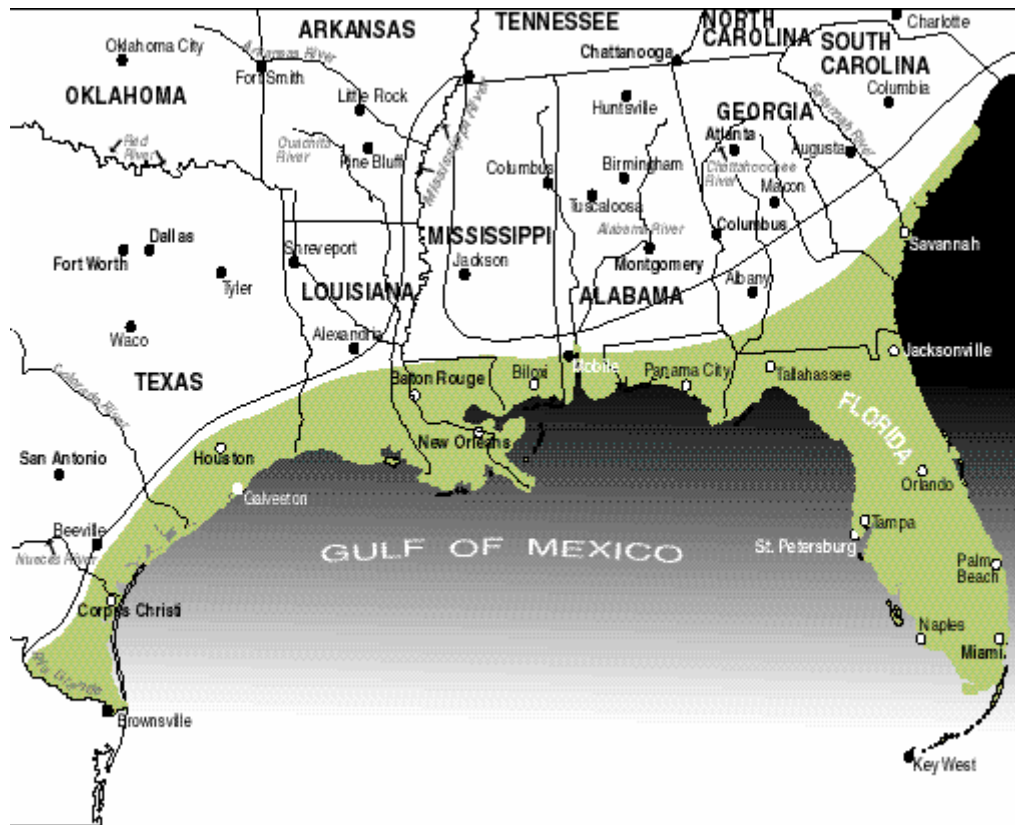 ARKANSAS
TENNESSEE
NORTH
CAROLINA
Charlotte
SOUTH
CAROLINA
Oklahoma City
Arkansas River
Chattanooga
Fort Smith
OKLAHOMA
Little Rock
Mississippi River
Huntsville
GEORGIA
Savannah River
Columbia
Red
River
Ouachita
River
Pine Bluff
Columbus
Birmingham
Atlanta
Augusta
Chattahoochee
River
Tuscaloosa
Macon
Alabama River
Columbus
Dallas
Fort Worth
Shreveport
MISSISSIPPI
Jackson
Montgomery
Savannah
Tyler
LOUISIANA
ALABAMA
Albany
Waco
Alexandria
Mobile
Jacksonville
TEXAS
Colorado River
Baton Rouge
Biloxi
Panama City
Tallahassee
FLORIDA
New Orleans
San Antonio
Houston
Galveston
Orlando
Beeville
Nueces River
GULF OF MEXICO
Tampa
St. Petersburg
Palm
Beach
Corpus Christi
Naples
Miami
Rio Grande
Brownsville
Key West